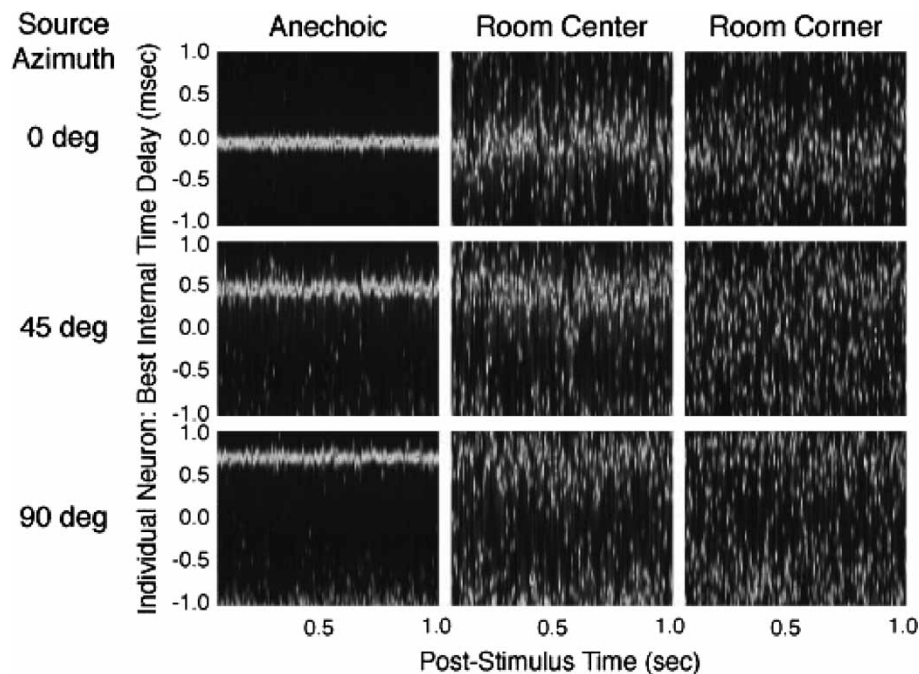 Source
Azimuth
Anechoic
Room Center
Room Corner
Individual Neuron: Best Internal Time Delay (msec)
0 deg
1.0
0.5
0.0
-0.5
-1.0
45 deg
1.0
0.5
0.0
-0.5
-1.0
90 deg
1.0
0.5
0.0
-0.5
-1.0
0.5 1.0 0.5 1.0 0.5 1.0
Post-Stimulus Time (sec)